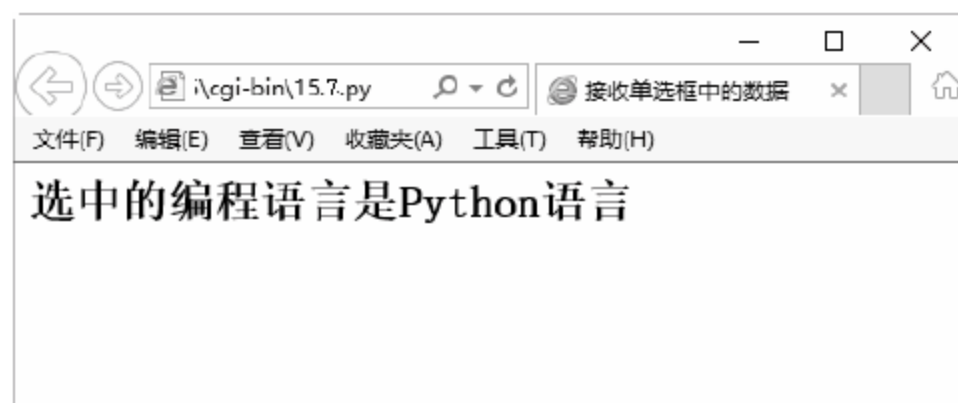 i\cgi-bin\15.7.py
接收单选框中的数据
文件(F) 编辑(E) 查看(V) 收藏夹(A) 工具(T) 帮助(H)
选中的编程语言是Python语言